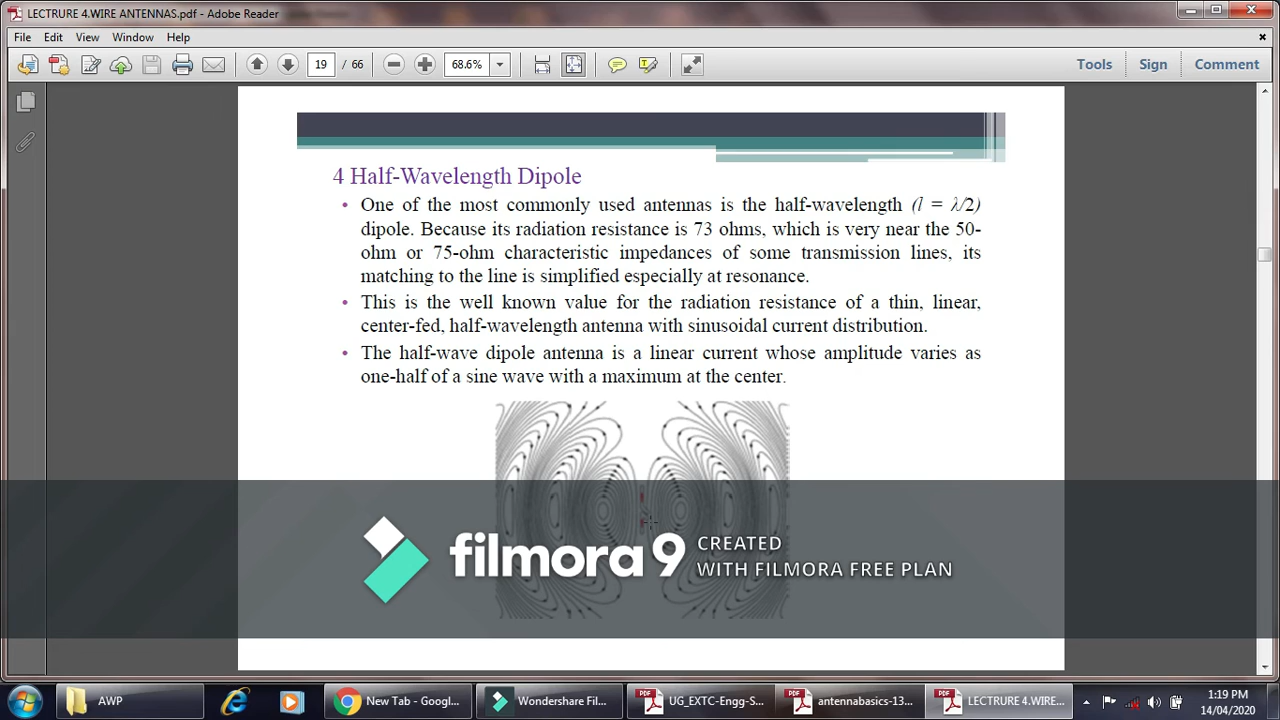 LECTRURE 4.WIRE ANTENNAS.pdf - Adobe Reader
File Edit View Window Help
19 / 66 68.6% Tools Sign Comment
4 Half-Wavelength Dipole
• One of the most commonly used antennas is the half-wavelength (l = λ/2)
dipole. Because its radiation resistance is 73 ohms, which is very near the 50-
ohm or 75-ohm characteristic impedances of some transmission lines, its
matching to the line is simplified especially at resonance.
• This is the well known value for the radiation resistance of a thin, linear,
center-fed, half-wavelength antenna with sinusoidal current distribution.
• The half-wave dipole antenna is a linear current whose amplitude varies as
one-half of a sine wave with a maximum at the center.
filmora 9
CREATED
WITH FILMORA FREE PLAN
AWP New Tab - Googl... Wondershare Fil... UG_EXTC-Engg-S... antennabasics-13... LECTRURE 4.WIRE...
1:19 PM
14/04/2020